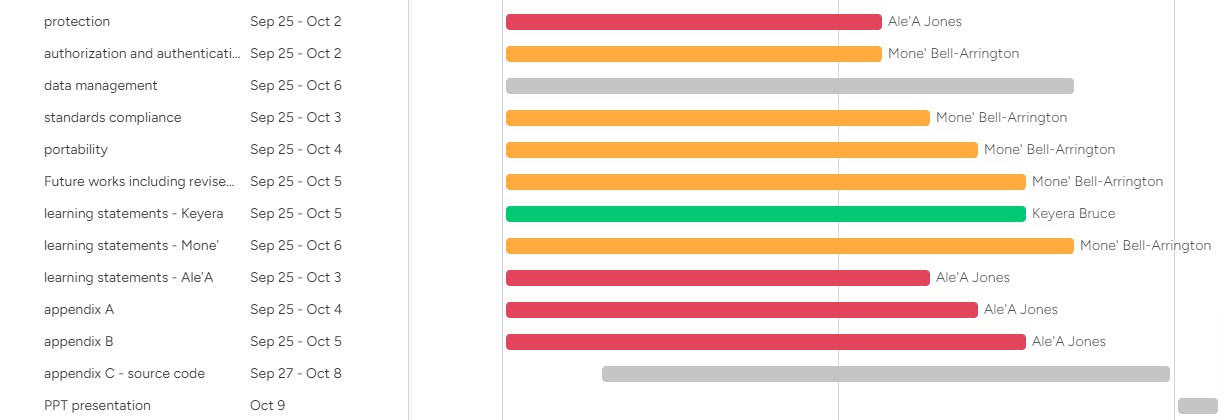 protection Sep 25 - Oct 2 Ale'A Jones
authorization and authenticati... Sep 25 - Oct 2 Mone' Bell-Arrington
data management Sep 25 - Oct 6
standards compliance Sep 25 - Oct 3 Mone' Bell-Arrington
portability Sep 25 - Oct 4 Mone' Bell-Arrington
Future works including revise... Sep 25 - Oct 5 Mone' Bell-Arrington
learning statements - Keyera Sep 25 - Oct 5 Keyera Bruce
learning statements - Mone' Sep 25 - Oct 6 Mone' Bell-Arrington
learning statements - Ale'A Sep 25 - Oct 3 Ale'A Jones
appendix A Sep 25 - Oct 4 Ale'A Jones
appendix B Sep 25 - Oct 5 Ale'A Jones
appendix C - source code Sep 27 - Oct 8
PPT presentation Oct 9